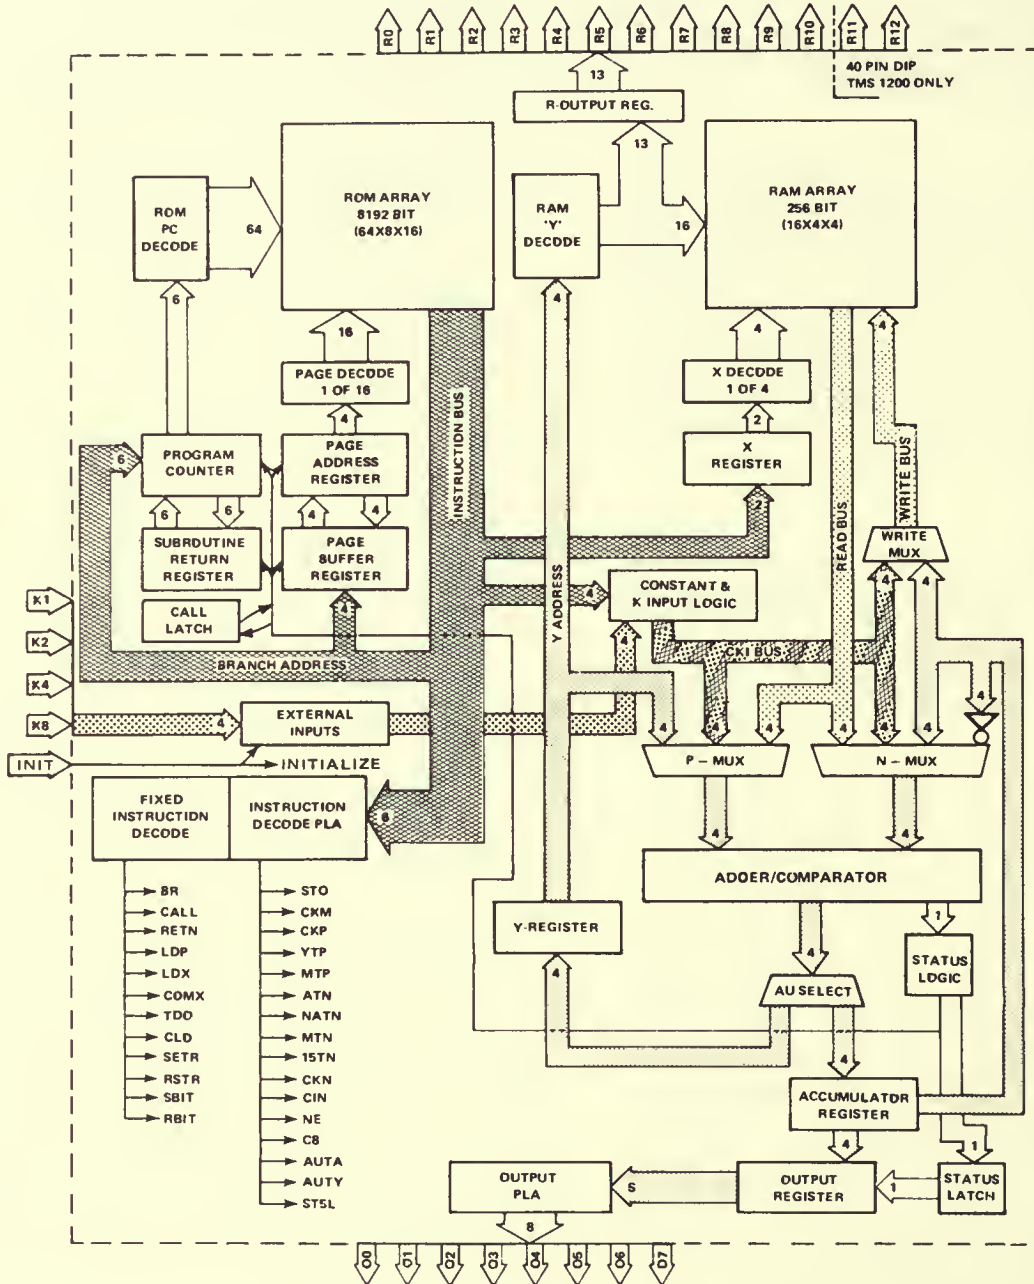 R0 R1 R2 R3 R4 R5 R6 R7 R8 R9 R10 R11 R12
40 PIN DIP
TMS 1200 ONLY
13
R-OUTPUT REG.
13
ROM
PC
DECODE
64
ROM ARRAY
8192 BIT
(64X8X16)
RAM
'Y'
DECODE
16
RAM ARRAY
256 BIT
(16X4X4)
6
16
4
4
4
PAGE DECODE
1 OF 16
X DECODE
1 OF 4
4
2
6
PROGRAM
COUNTER
PAGE
ADDRESS
REGISTER
INSTRUCTION BUS
X
REGISTER
WRITE BUS
6
6
4
4
2
SUBRDUTINE
RETURN
REGISTER
PAGE
BUFFER
REGISTER
READ BUS
WRITE
MUX
K1
4
Y ADDRESS
4
CONSTANT &
K INPUT LOGIC
4
4
CALL
LATCH
4
K2
BRANCH ADDRESS
CKI BUS
K4
4
K8
4
EXTERNAL
INPUTS
4
4
4
4
4
4
INIT
INITIALIZE
P – MUX
N – MUX
FIXED
INSTRUCTION
DECODE
INSTRUCTION
DECODE PLA
6
4
4
ADDER/COMPARATOR
BR
CALL
RETN
LDP
LDX
COMX
TDO
CLD
SETR
RSTR
SBIT
RBIT
STO
CKM
CKP
YTP
MTP
ATN
NATN
MTN
15TN
CKN
CIN
NE
C8
AUTA
AUTY
STSL
Y-REGISTER
1
4
STATUS
LOGIC
4
AU SELECT
4
ACCUMULATOR
REGISTER
4
1
OUTPUT
PLA
5
OUTPUT
REGISTER
1
STATUS
LATCH
8
O0 O1 O2 O3 O4 O5 O6 O7